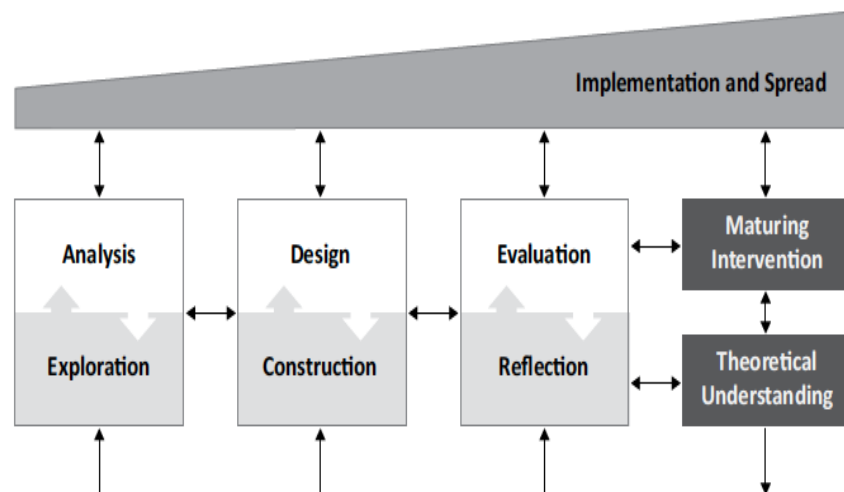 Implementation and Spread
Analysis
Design
Evaluation
Maturing
Intervention
Exploration
Construction
Reflection
Theoretical
Understanding